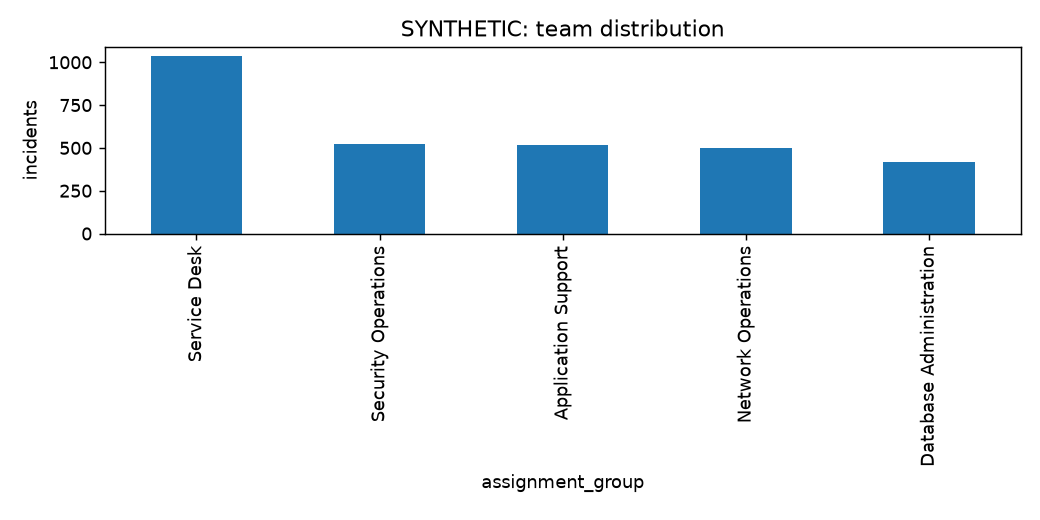 SYNTHETIC: team distribution
incidents
1000
750
500
250
0
Service Desk
Security Operations
Application Support
Network Operations
Database Administration
assignment_group